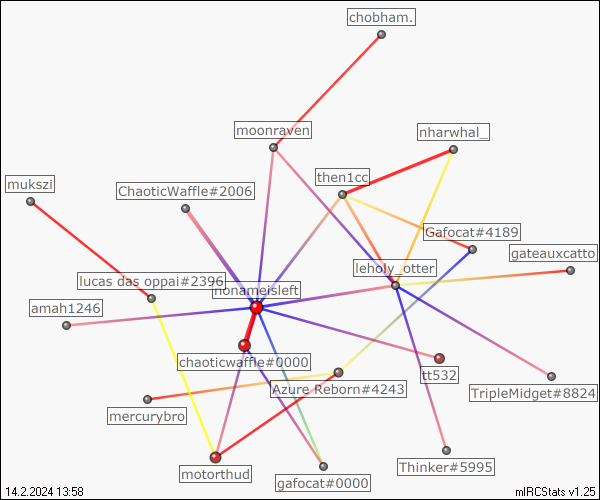 chobham.
moonraven
nharwhal_
then1cc
mukszi
ChaoticWaffle#2006
Gafocat#4189
gateauxcatto
leholy_otter
lucas das oppai#2396
nonameisleft
amah1246
chaoticwaffle#0000
tt532
Azure Reborn#4243
TripleMidget#8824
mercurybro
Thinker#5995
motorthud
gafocat#0000
14.2.2024 13:58
mIRCStats v1.25